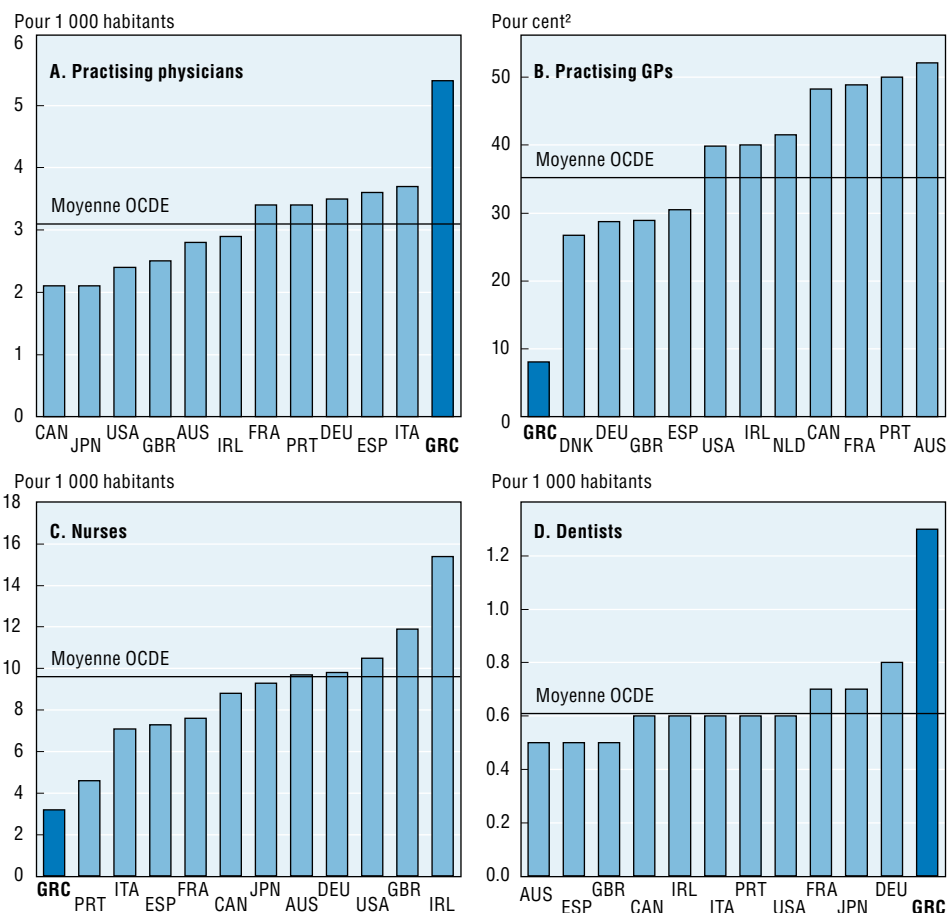 Pour 1 000 habitants
A. Practising physicians
6
5
4
3
2
1
0
Moyenne OCDE
CAN JPN USA GBR AUS IRL FRA PRT DEU ESP ITA GRC
Pour cent²
B. Practising GPs
50
40
30
20
10
0
Moyenne OCDE
GRC DNK DEU GBR ESP USA IRL NLD CAN FRA PRT AUS
Pour 1 000 habitants
C. Nurses
18
16
14
12
10
8
6
4
2
0
Moyenne OCDE
GRC PRT ITA ESP FRA CAN JPN AUS DEU USA GBR IRL
Pour 1 000 habitants
D. Dentists
1.2
1.0
0.8
0.6
0.4
0.2
0.0
Moyenne OCDE
AUS ESP GBR CAN IRL ITA PRT USA FRA JPN DEU GRC